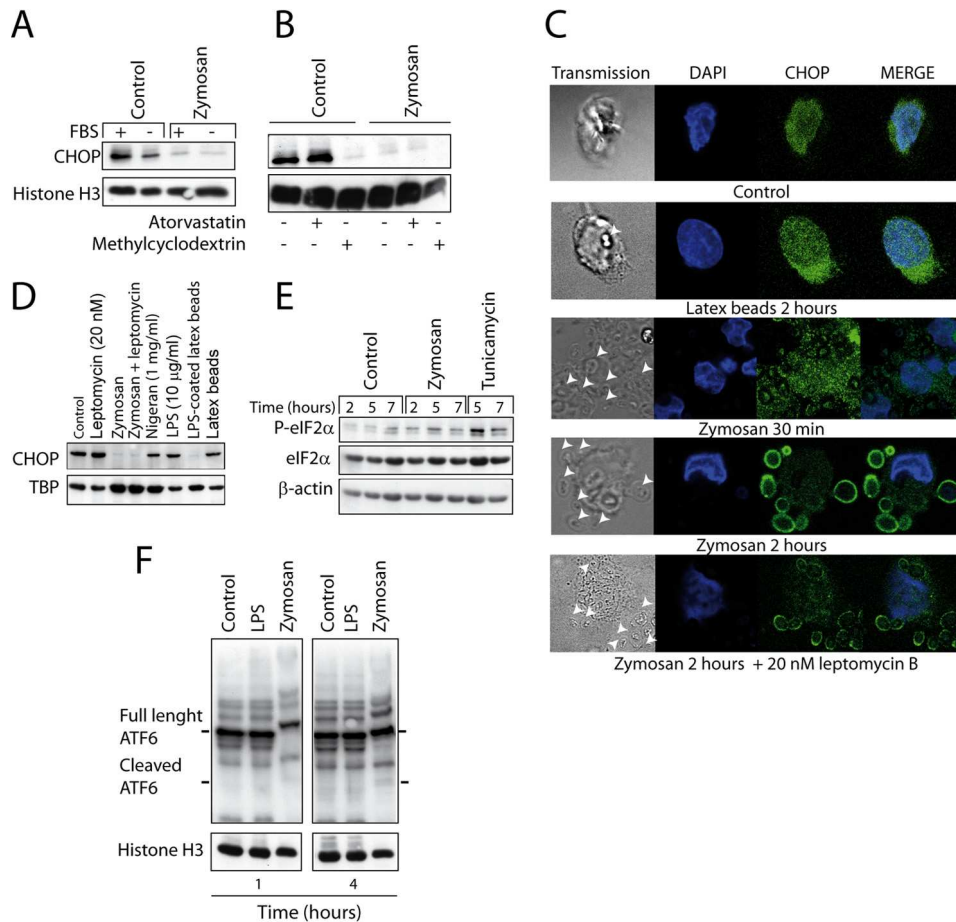 A
Control
Zymosan
FBS + - + -
CHOP
Histone H3
B
Control
Zymosan
Atorvastatin - + - - + -
Methylcyclodextrin - - + - - +
C
Transmission DAPI CHOP MERGE
Control
Latex beads 2 hours
Zymosan 30 min
Zymosan 2 hours
Zymosan 2 hours + 20 nM leptomycin B
D
Control
Leptomycin (20 nM)
Zymosan
Zymosan + leptomycin
Nigeran (1 mg/ml)
LPS (10 µg/ml)
LPS-coated latex beads
Latex beads
CHOP
TBP
E
Control
Zymosan
Tunicamycin
Time (hours) 2 5 7 2 5 7 5 7
P-eIF2α
eIF2α
β-actin
F
Control
LPS
Zymosan
Control
LPS
Zymosan
Full lenght
ATF6
Cleaved
ATF6
Histone H3
1 4
Time (hours)